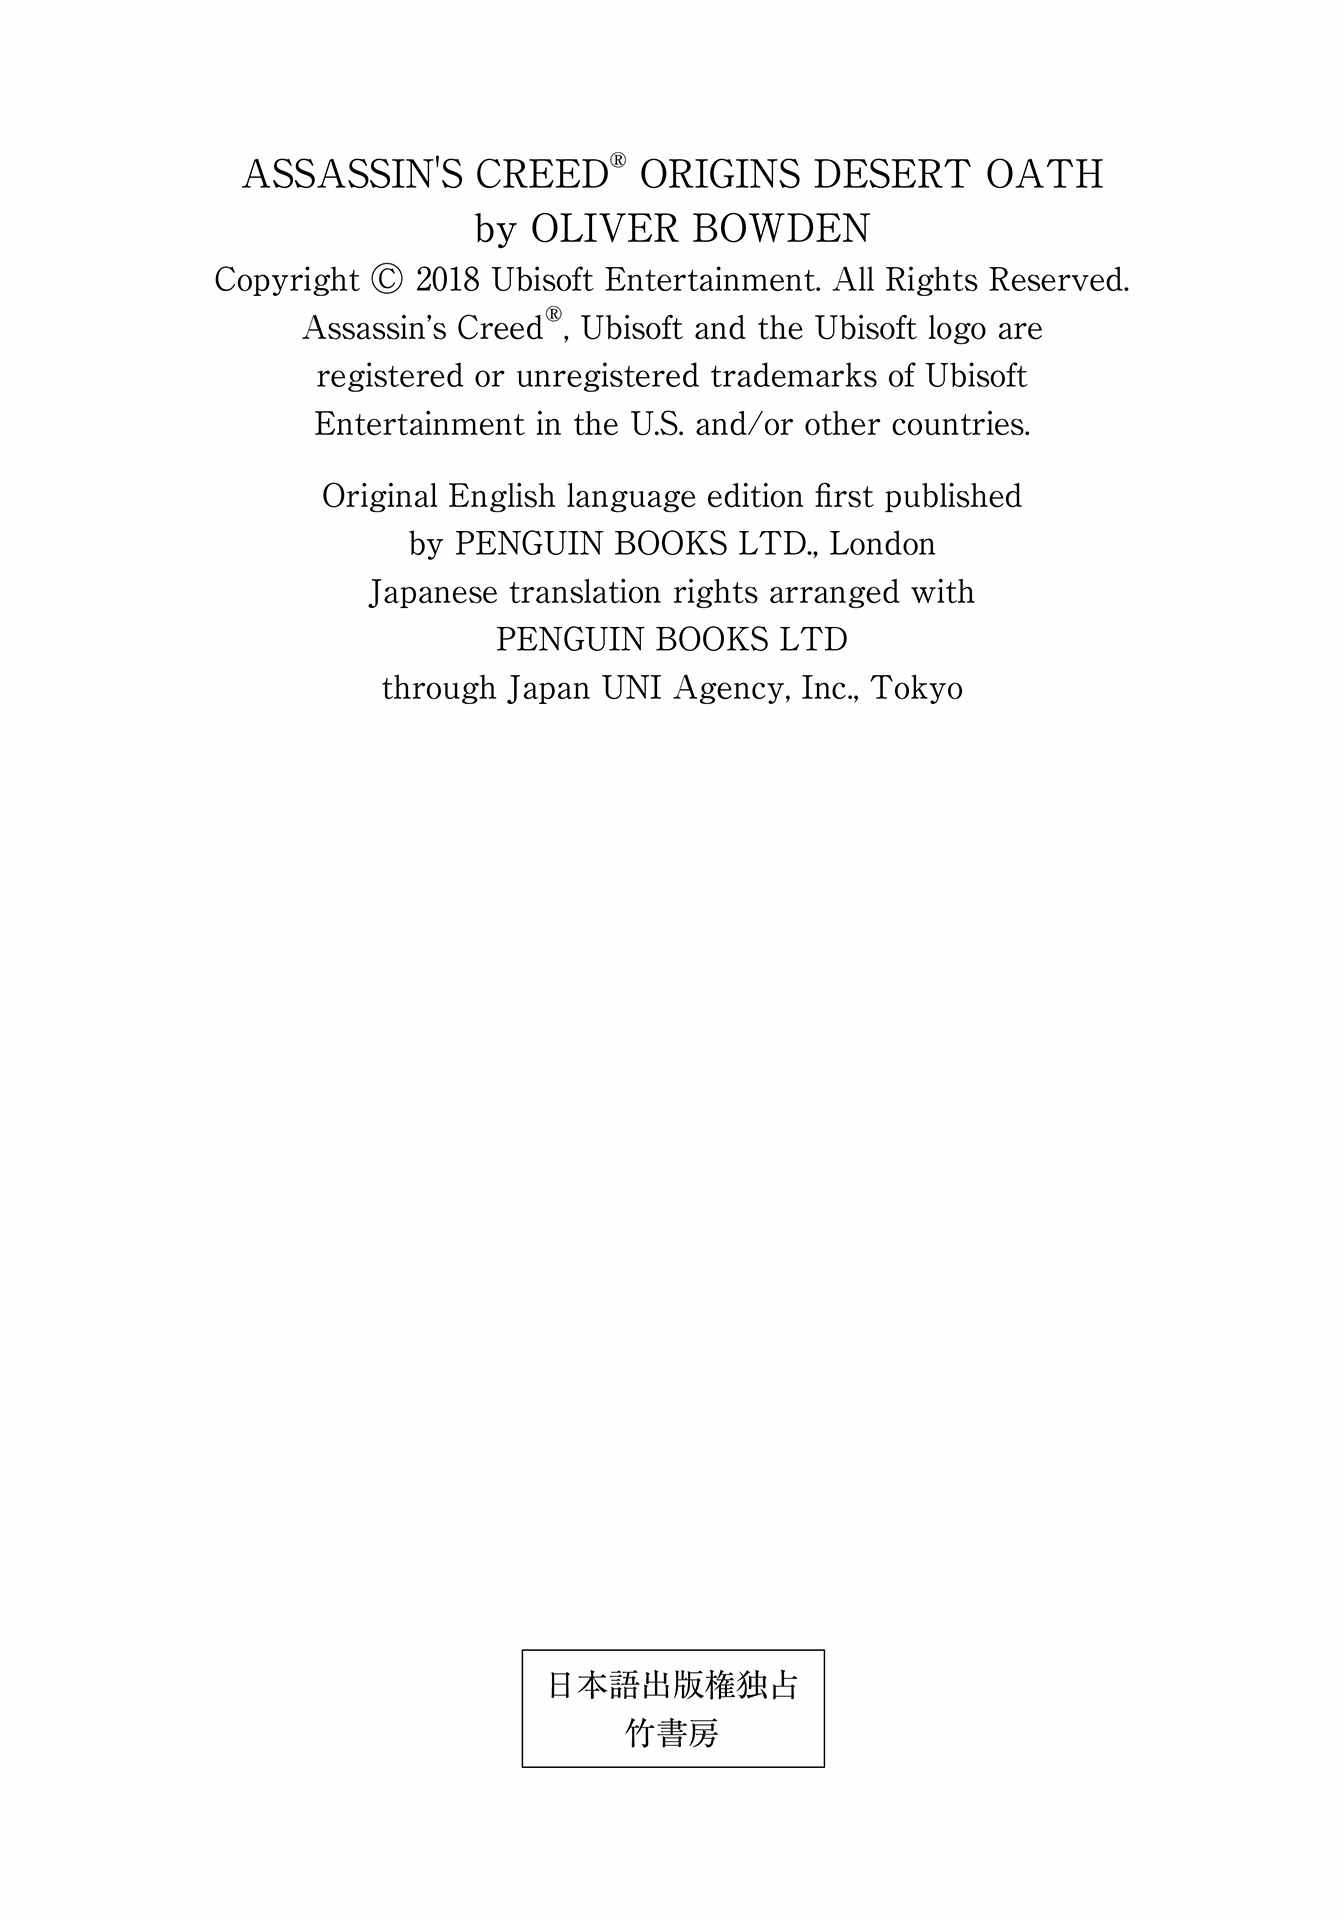 ASSASSIN'S CREED® ORIGINS DESERT OATH
by OLIVER BOWDEN
Copyright Ⓒ 2018 Ubisoft Entertainment. All Rights Reserved.
Assassin’s Creed®, Ubisoft and the Ubisoft logo are
registered or unregistered trademarks of Ubisoft
Entertainment in the U.S. and/or other countries.
Original English language edition first published
by PENGUIN BOOKS LTD., London
Japanese translation rights arranged with
PENGUIN BOOKS LTD
through Japan UNI Agency, Inc., Tokyo
日本語出版権独占
竹書房